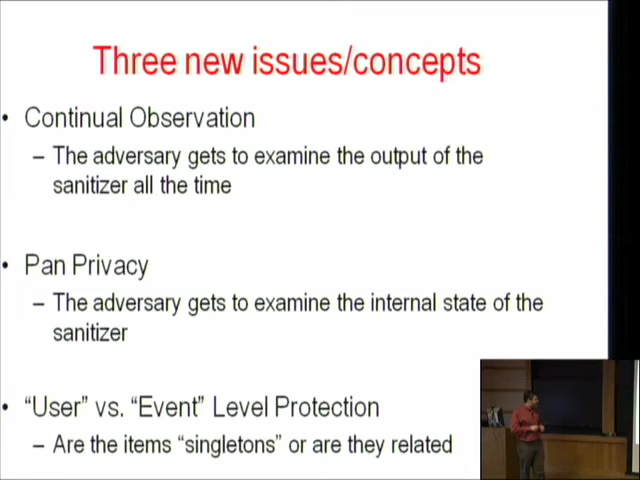 Three new issues/concepts
• Continual Observation
– The adversary gets to examine the output of the
sanitizer all the time
• Pan Privacy
– The adversary gets to examine the internal state of the
sanitizer
• “User” vs. “Event” Level Protection
– Are the items “singletons” or are they related